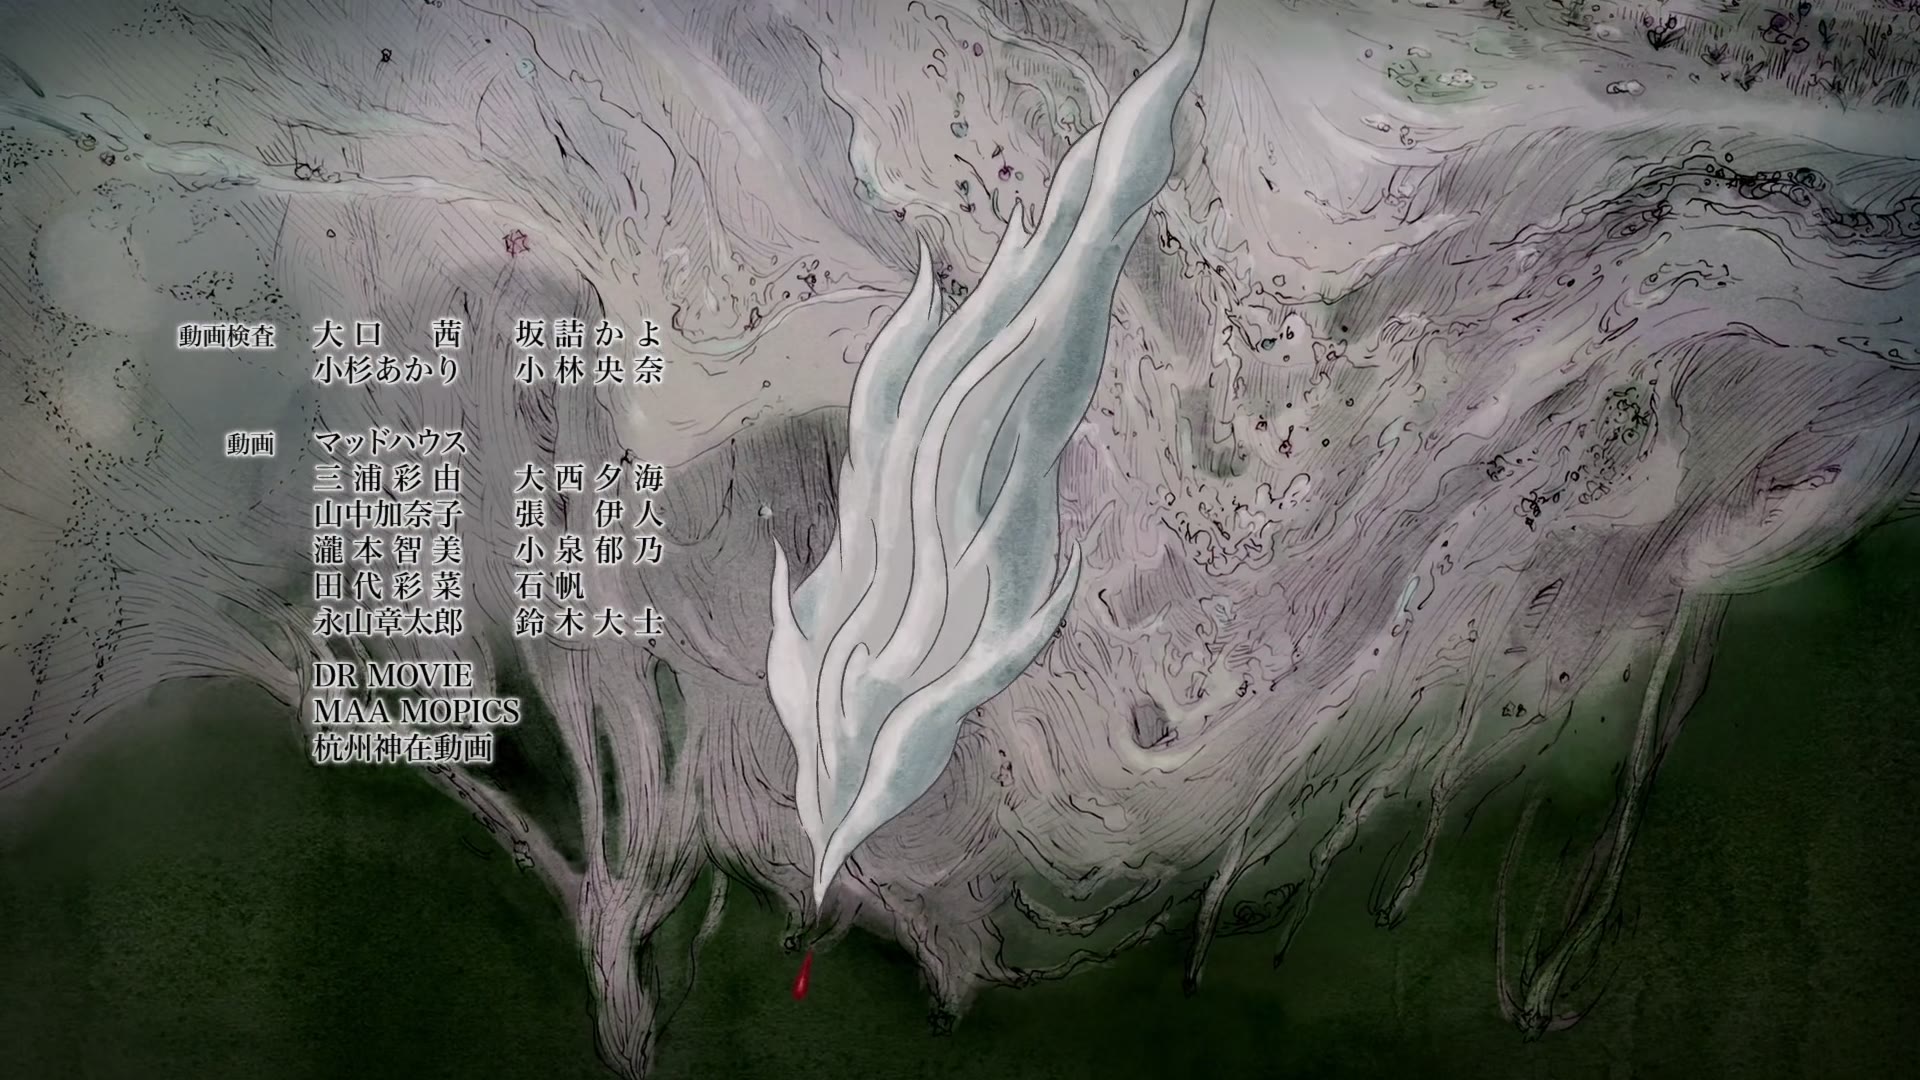 動画検査 大口 茜 坂詰かよ
小杉あかり 小林央奈
動画 マッドハウス
三浦彩由 大西夕海
山中加奈子 張 伊人
瀧本智美 小泉郁乃
田代彩菜 石帆
永山章太郎 鈴木大士
DR MOVIE
MAA MOPICS
杭州神在動画